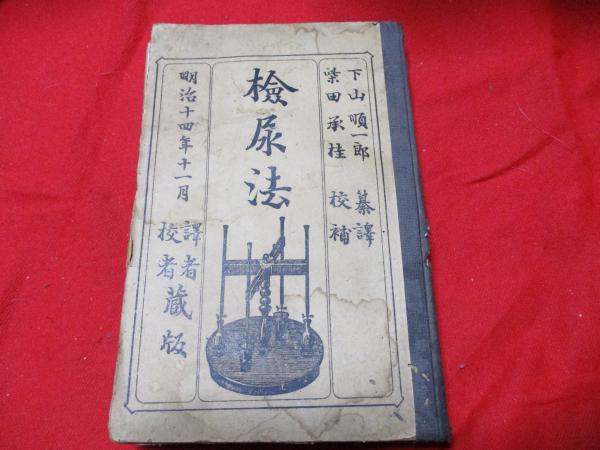 下山順一郎 纂譯
柴田承桂 校補
檢尿法
明治十四年十一月
譯者
校者
藏版